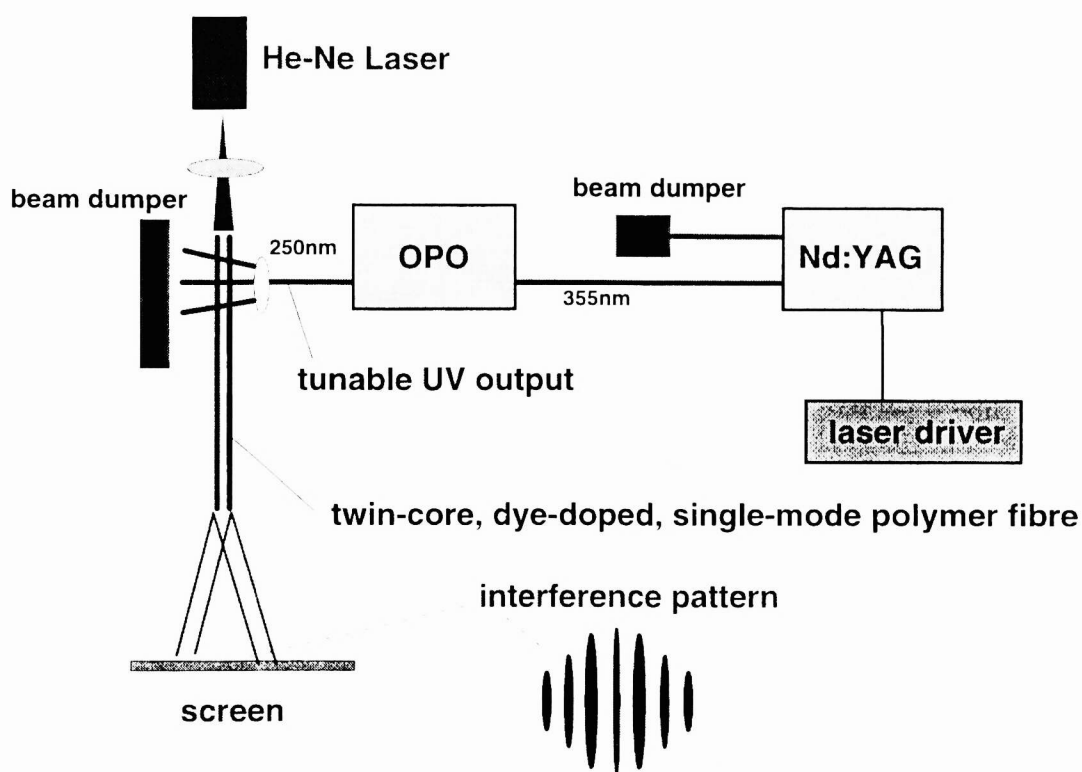 He-Ne Laser
beam dumper
beam dumper
250nm
OPO
Nd:YAG
355nm
tunable UV output
laser driver
twin-core, dye-doped, single-mode polymer fibre
interference pattern
screen